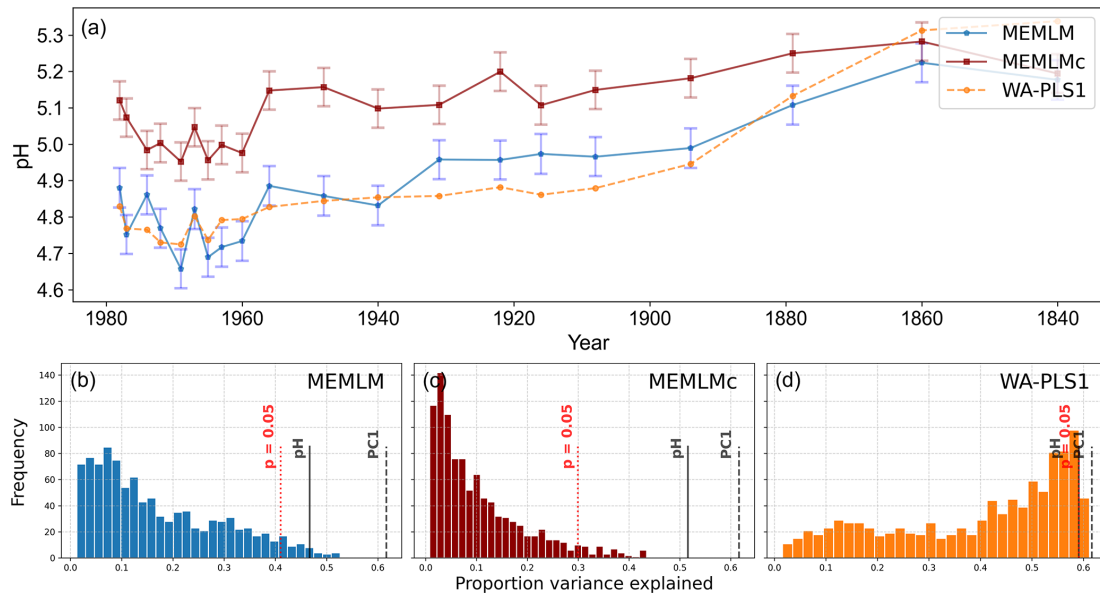 (a)
MEMLM
MEMLMc
WA-PLS1
pH
5.3
5.2
5.1
5.0
4.9
4.8
4.7
4.6
1980 1960 1940 1920 1900 1880 1860 1840
Year
(b) MEMLM
p = 0.05
pH
PC1
Frequency
140
120
100
80
60
40
20
0
0.0 0.1 0.2 0.3 0.4 0.5 0.6
(c) MEMLMc
p = 0.05
pH
PC1
0.0 0.1 0.2 0.3 0.4 0.5 0.6
(d) WA-PLS1
pH
p = 0.05
PC1
0.0 0.1 0.2 0.3 0.4 0.5 0.6
Proportion variance explained